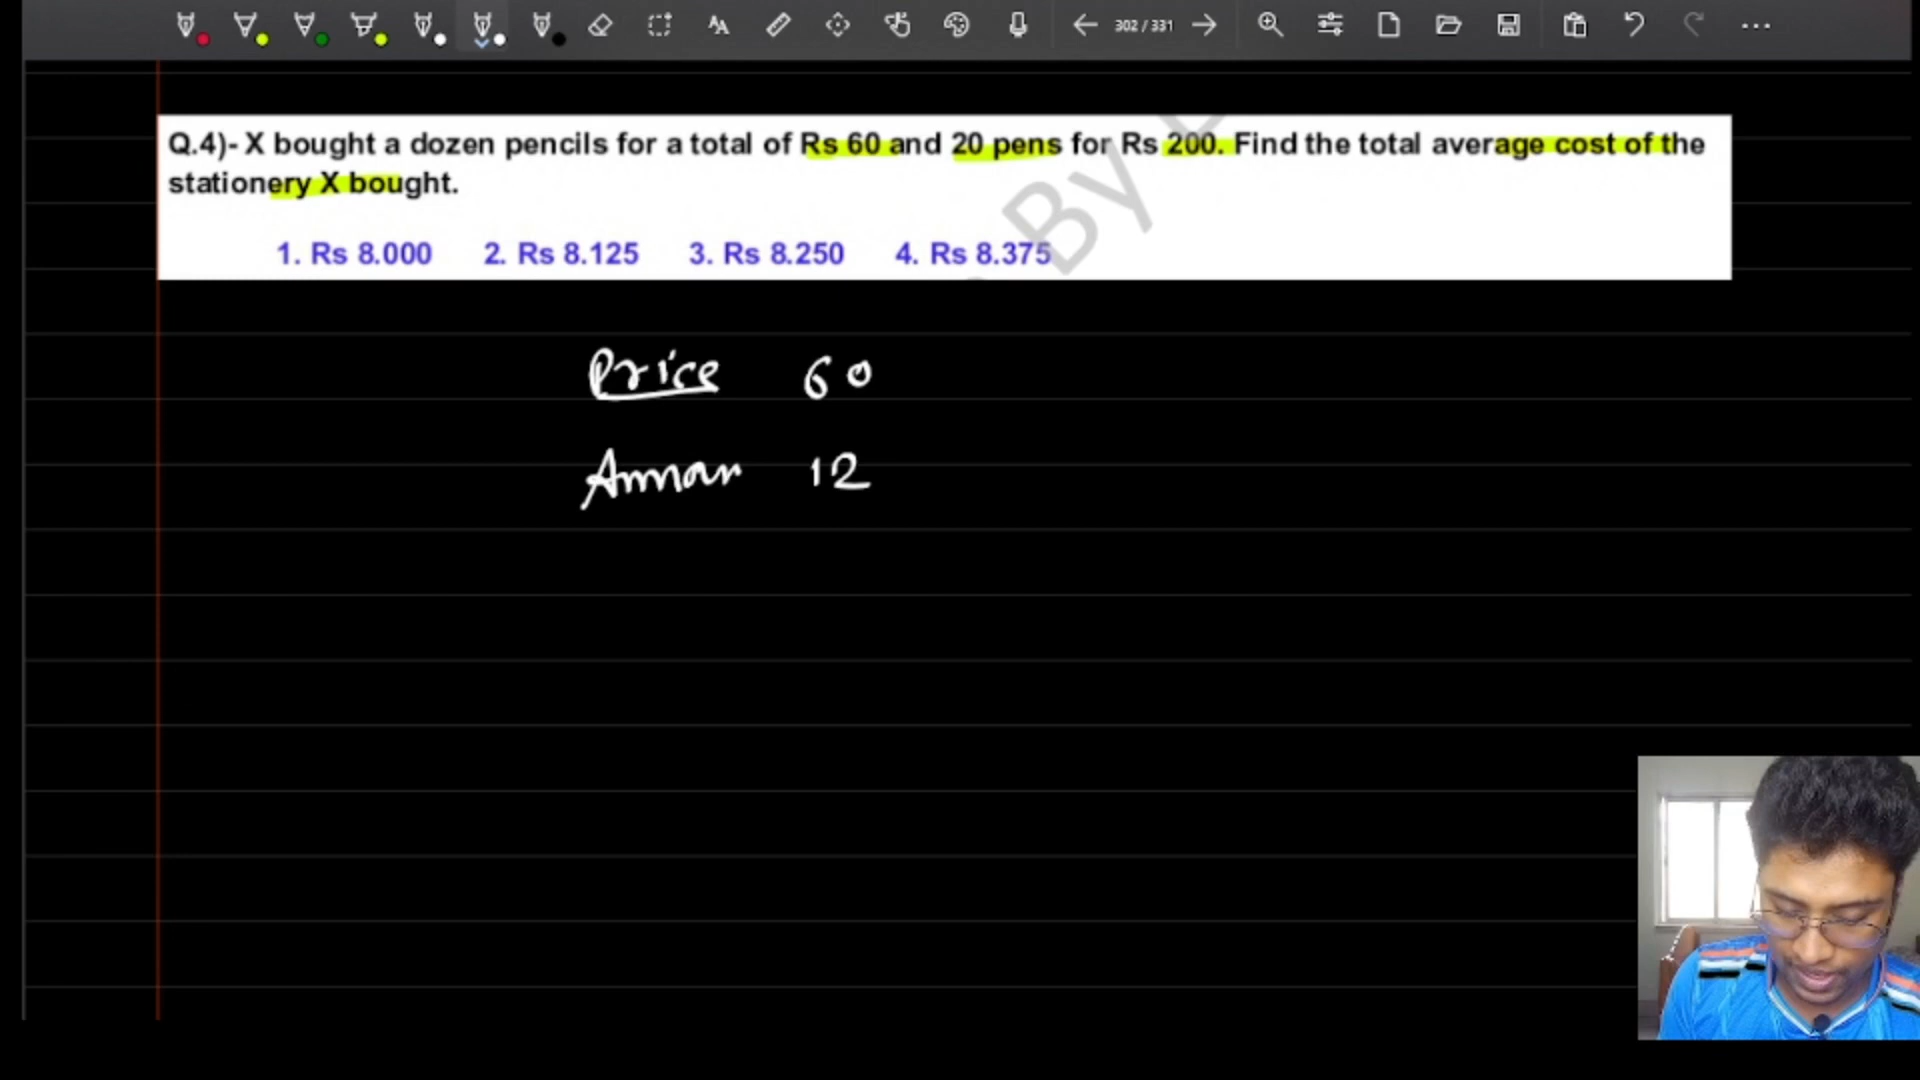 302 / 331
Q.4)- X bought a dozen pencils for a total of Rs 60 and 20 pens for Rs 200. Find the total average cost of the
stationery X bought.
By
1. Rs 8.000 2. Rs 8.125 3. Rs 8.250 4. Rs 8.375
Price 60
12